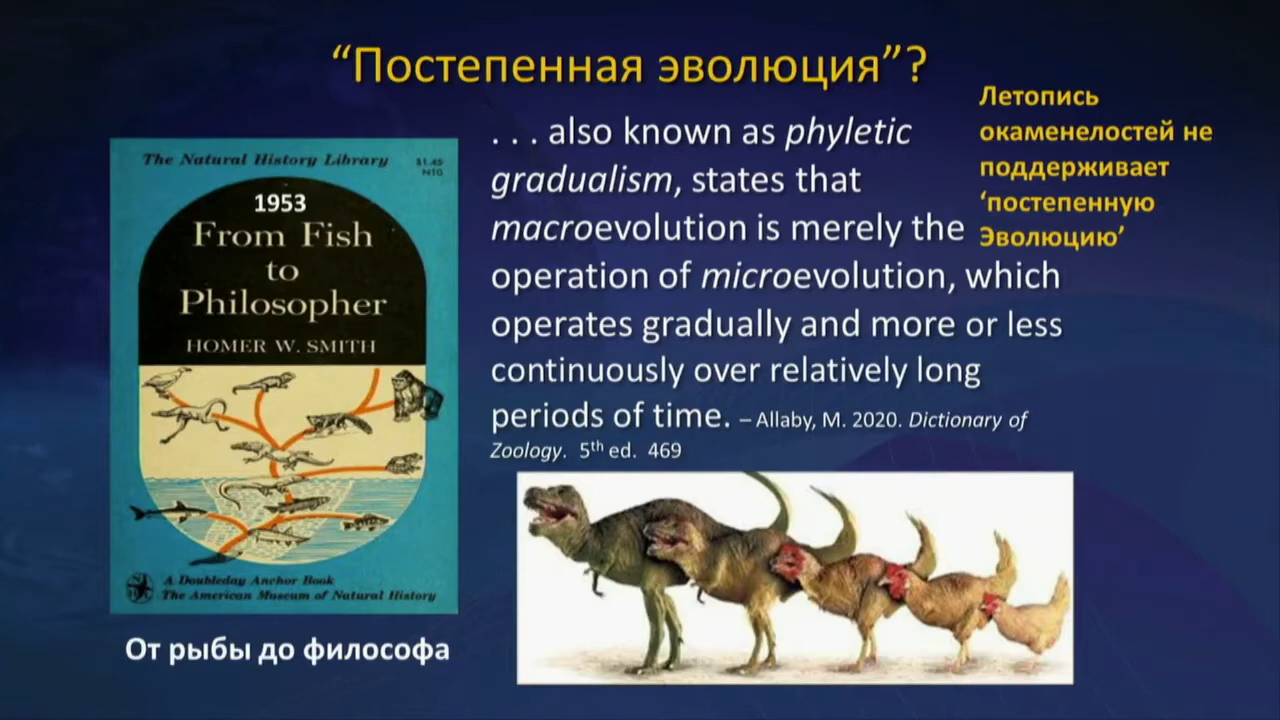 “Постепенная эволюция”?
Летопись
окаменелостей не
поддерживает
‘постепенную
Эволюцию’
. . . also known as phyletic
gradualism, states that
macroevolution is merely the
operation of microevolution, which
operates gradually and more or less
continuously over relatively long
periods of time. – Allaby, M. 2020. Dictionary of
Zoology. 5th ed. 469
The Natural History Library
$1.45
N10
1953
From Fish
to
Philosopher
HOMER W. SMITH
A Doubleday Anchor Book
The American Museum of Natural History
От рыбы до философа